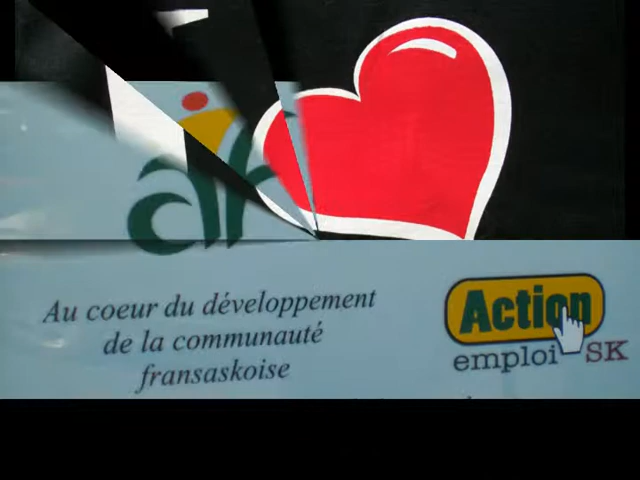 Au coeur du développement
de la communauté
fransaskoise
Action
emploi SK